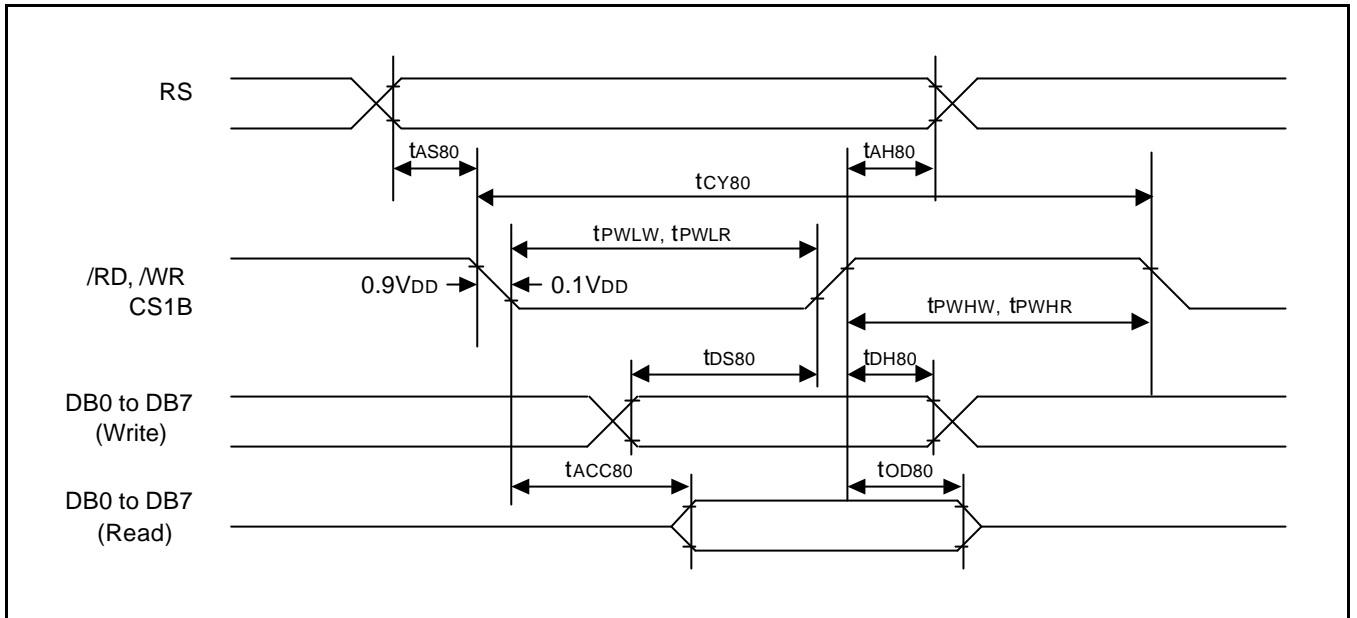 RS
tAS80
tAH80
tCY80
tPWLW, tPWLR
/RD, /WR
CS1B
0.9VDD
0.1VDD
tPWHW, tPWHR
tDS80
tDH80
DB0 to DB7
(Write)
tACC80
tOD80
DB0 to DB7
(Read)